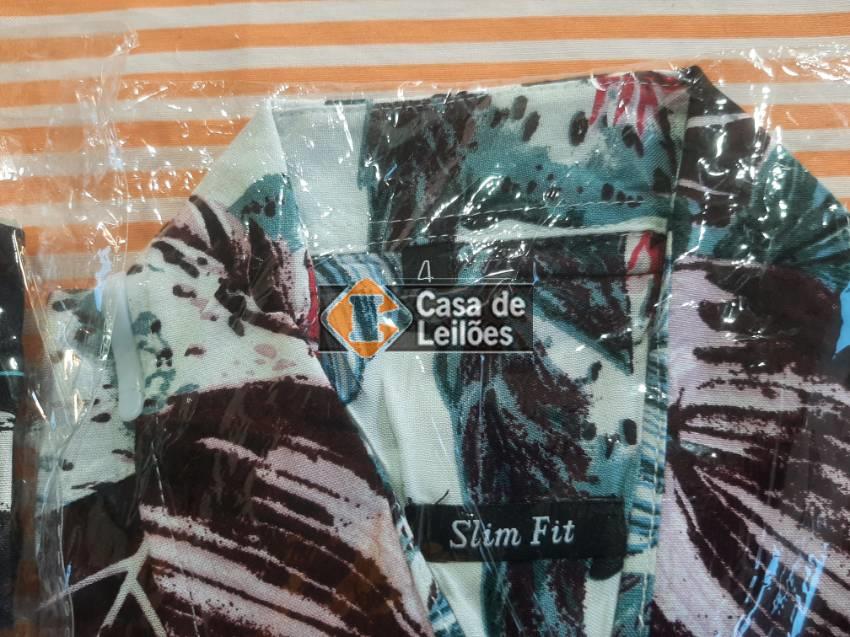 4
Casa de
Leilões
Slim Fit